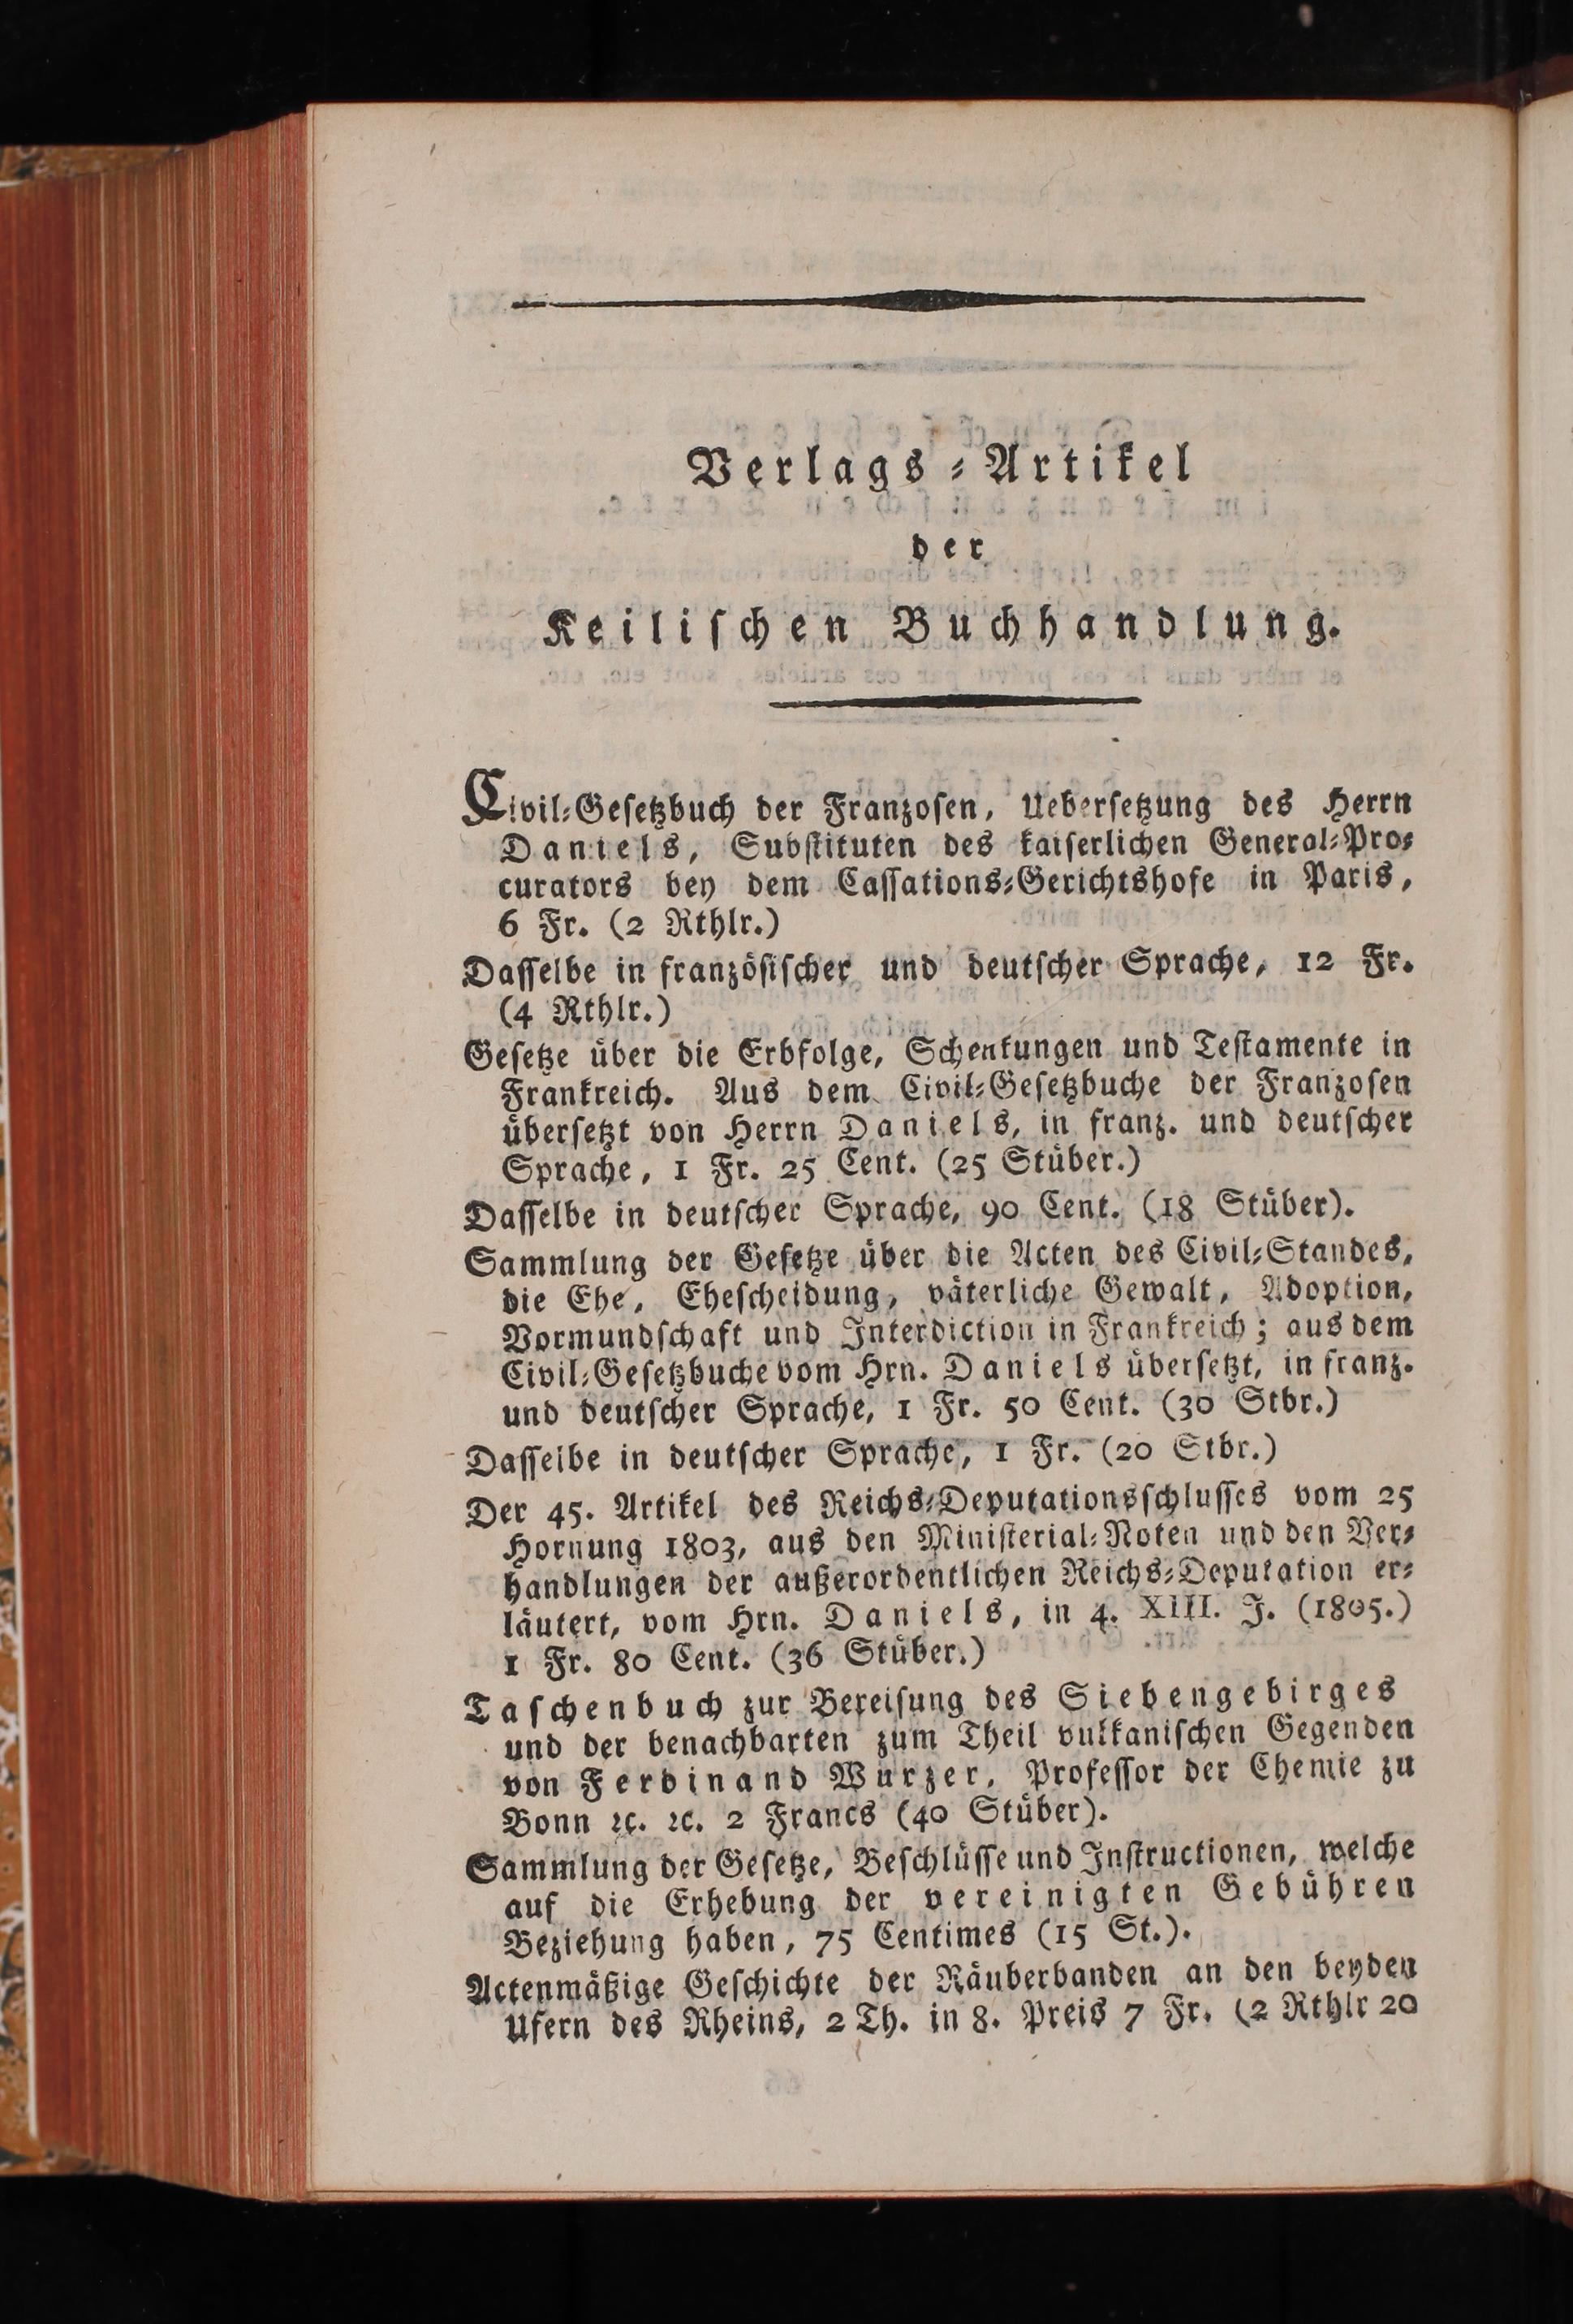 Verlags-Artikel
der
Keilischen Buchhandlung.
Civil-Gesetzbuch der Franzosen, Uebersetzung des Herrn
Daniels, Substituten des kaiserlichen General-Pro-
curators bey dem Cassations-Gerichtshofe in Paris,
6 Fr. (2 Rthlr.)
Dasselbe in französischer und deutscher Sprache, 12 Fr.
(4 Rthlr.)
Gesetze über die Erbfolge, Schenkungen und Testamente in
Frankreich. Aus dem Civil-Gesetzbuche der Franzosen
übersetzt von Herrn Daniels, in franz. und deutscher
Sprache, 1 Fr. 25 Cent. (25 Stüber.)
Dasselbe in deutscher Sprache, 90 Cent. (18 Stüber).
Sammlung der Gesetze über die Acten des Civil-Standes,
die Ehe, Ehescheidung, väterliche Gewalt, Adoption,
Vormundschaft und Interdiction in Frankreich; aus dem
Civil-Gesetzbuche vom Hrn. Daniels übersetzt, in franz.
und deutscher Sprache, 1 Fr. 50 Cent. (30 Stbr.)
Dasselbe in deutscher Sprache, 1 Fr. (20 Stbr.)
Der 45. Artikel des Reichs-Deputationsschlusses vom 25
Hornung 1803, aus den Ministerial-Noten und den Ver-
handlungen der außerordentlichen Reichs-Deputation er-
läutert, vom Hrn. Daniels, in 4. XIII. J. (1805.)
1 Fr. 80 Cent. (36 Stüber.)
Taschenbuch zur Bereisung des Siebengebirges
und der benachbarten zum Theil vulkanischen Gegenden
von Ferdinand Wurzer, Professor der Chemie zu
Bonn ꝛc. ꝛc. 2 Francs (40 Stüber).
Sammlung der Gesetze, Beschlüsse und Instructionen, welche
auf die Erhebung der vereinigten Gebühren
Beziehung haben, 75 Centimes (15 St.).
Actenmäßige Geschichte der Räuberbanden an den beyden
Ufern des Rheins, 2 Th. in 8. Preis 7 Fr. (2 Rthlr 20